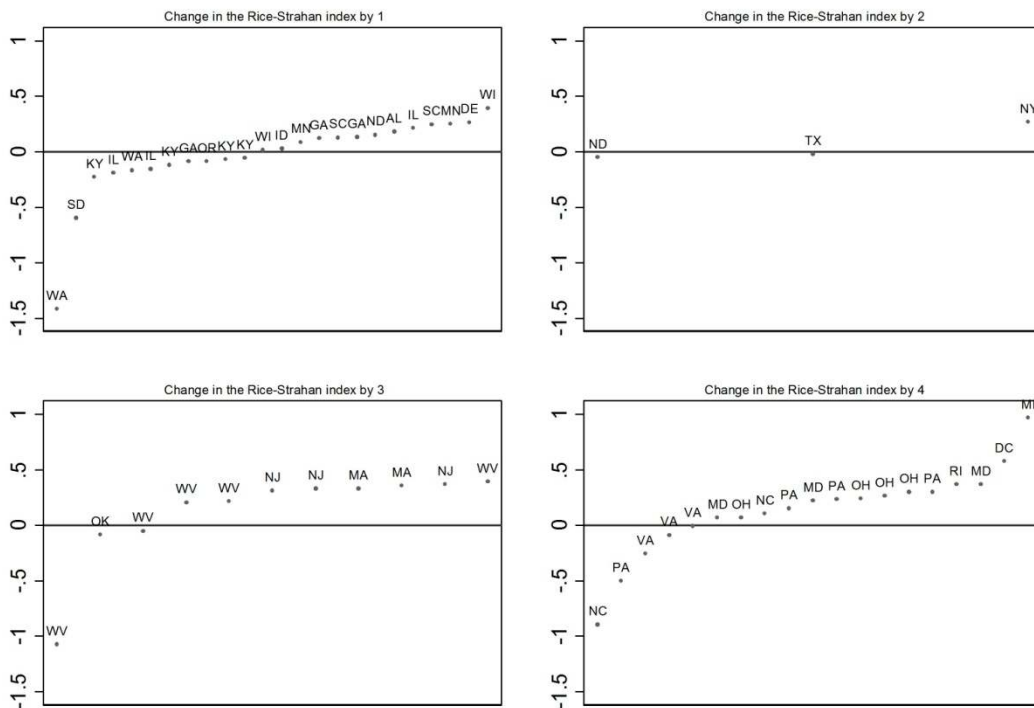 Change in the Rice-Strahan index by 1
1
.5
0
-.5
-1
-1.5
WA
SD
KY
IL
WA
IL
KY
GA
OR
KY
KY
WI
ID
MN
GA
SC
GA
ND
AL
IL
SC
MN
DE
WI
Change in the Rice-Strahan index by 2
1
.5
0
-.5
-1
-1.5
ND
TX
NY
Change in the Rice-Strahan index by 3
1
.5
0
-.5
-1
-1.5
WV
OK
WV
WV
WV
NJ
NJ
MA
MA
NJ
WV
Change in the Rice-Strahan index by 4
1
.5
0
-.5
-1
-1.5
NC
PA
VA
VA
VA
MD
OH
NC
PA
MD
PA
OH
OH
OH
PA
RI
MD
DC